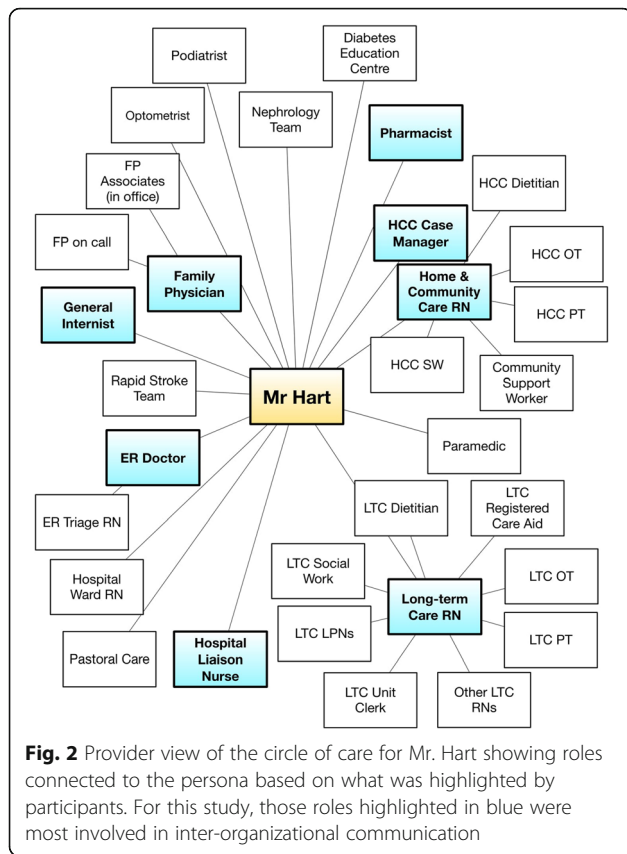 Podiatrist
Diabetes
Education
Centre
Optometrist
Nephrology
Team
Pharmacist
FP
Associates
(in office)
HCC Dietitian
FP on call
Family
Physician
HCC Case
Manager
HCC OT
General
Internist
Home &
Community
Care RN
HCC PT
HCC SW
Community
Support
Worker
Rapid Stroke
Team
Mr Hart
Paramedic
ER Doctor
LTC Dietitian
LTC
Registered
Care Aid
ER Triage RN
LTC Social
Work
LTC OT
Hospital
Ward RN
Long-term
Care RN
LTC LPNs
LTC PT
Pastoral Care
Hospital
Liaison
Nurse
LTC Unit
Clerk
Other LTC
RNs
Fig. 2 Provider view of the circle of care for Mr. Hart showing roles
connected to the persona based on what was highlighted by
participants. For this study, those roles highlighted in blue were
most involved in inter-organizational communication